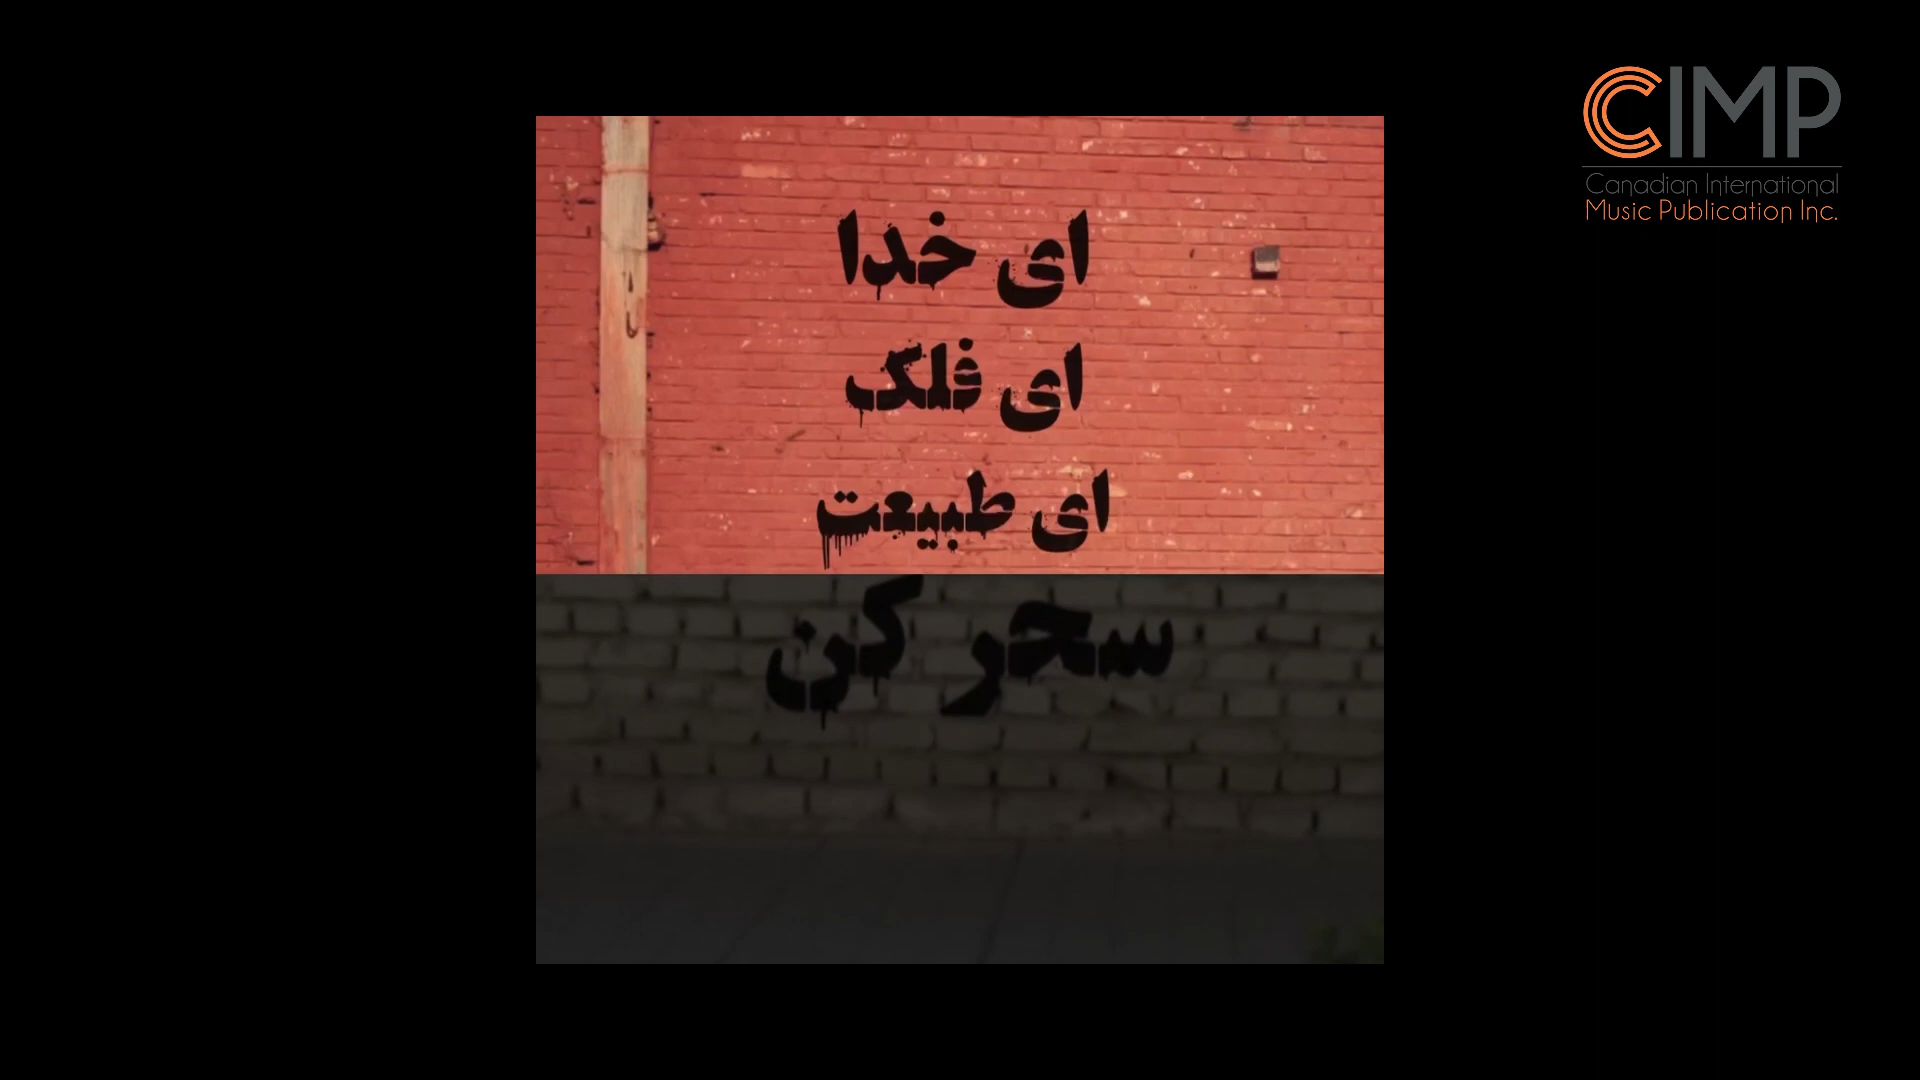 CIMP
Canadian International
Music Publication Inc.
ای خدا
ای فلک
ای طبیعت
سحر کن